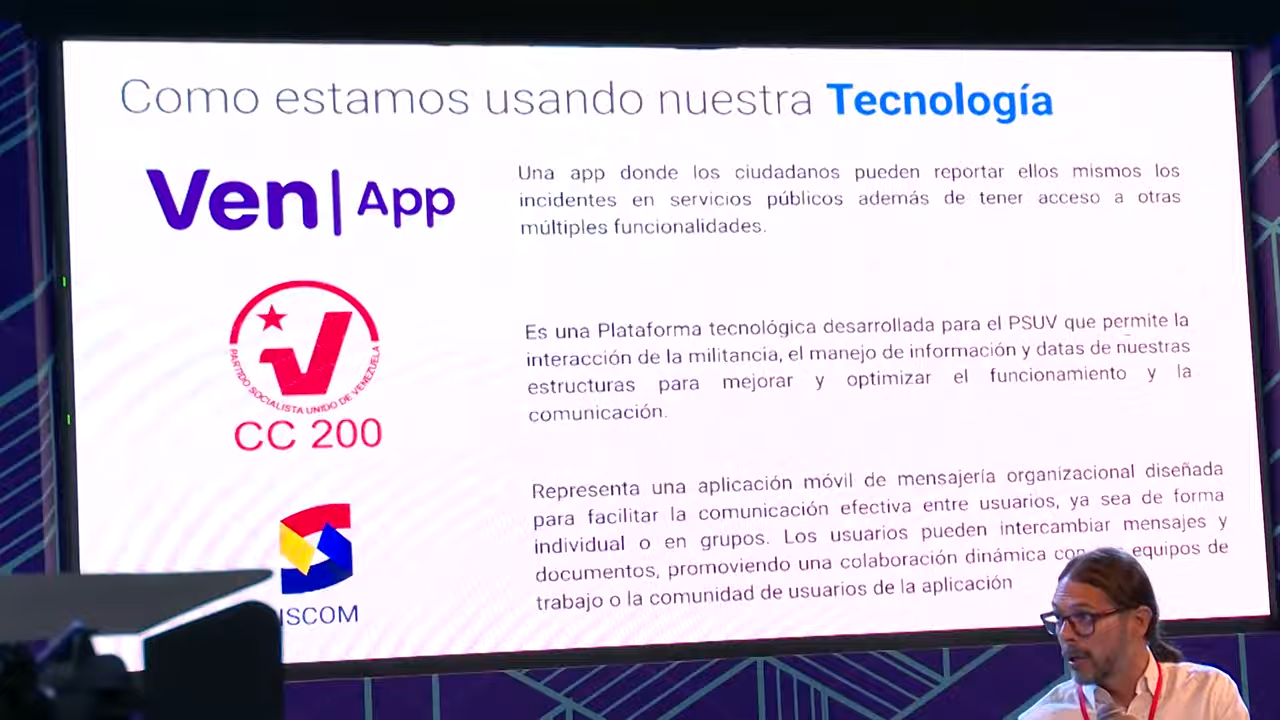 Como estamos usando nuestra Tecnología
Ven|App
Una app donde los ciudadanos pueden reportar ellos mismos los
incidentes en servicios públicos además de tener acceso a otras
múltiples funcionalidades.
PARTIDO SOCIALISTA UNIDO DE VENEZUELA
CC 200
Es una Plataforma tecnológica desarrollada para el PSUV que permite la
interacción de la militancia, el manejo de información y datas de nuestras
estructuras para mejorar y optimizar el funcionamiento y la
comunicación.
ISCOM
Representa una aplicación móvil de mensajería organizacional diseñada
para facilitar la comunicación efectiva entre usuarios, ya sea de forma
individual o en grupos. Los usuarios pueden intercambiar mensajes y
documentos, promoviendo una colaboración dinámica equipos de
trabajo o la comunidad de usuarios de la aplicación